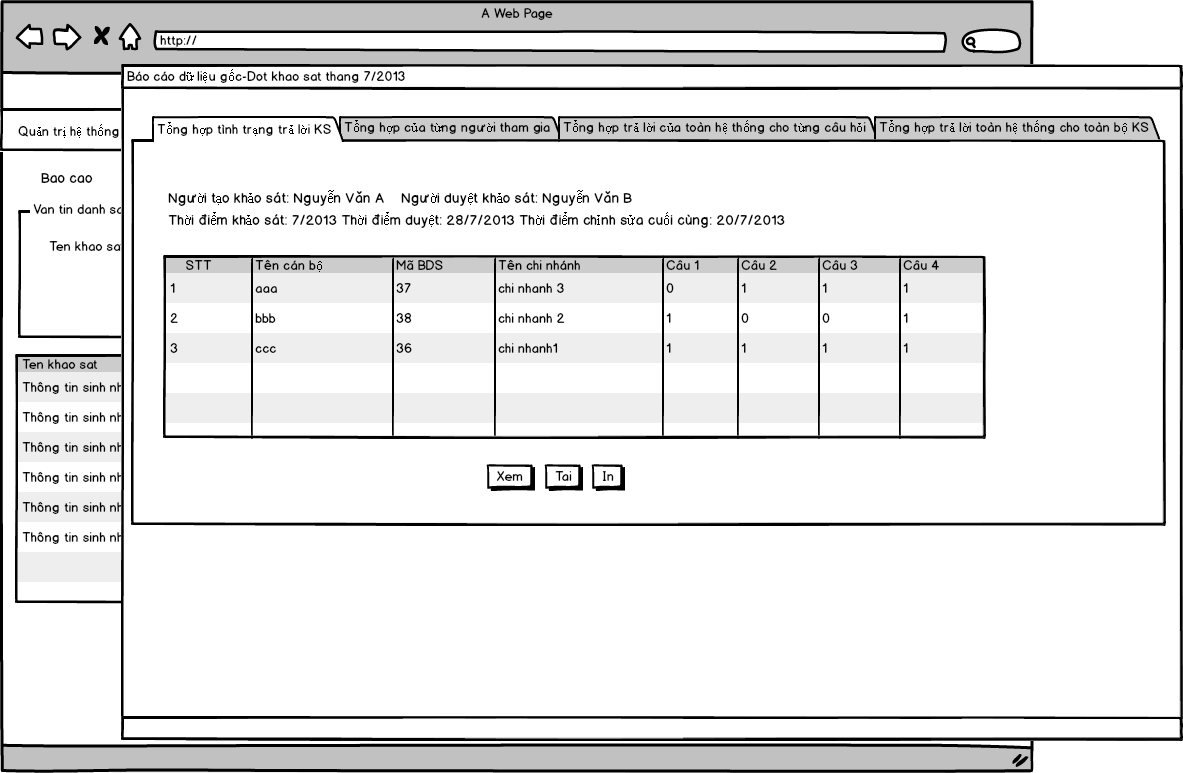 A Web Page
http://
Báo cáo dữ liệu gốc-Dot khao sat thang 7/2013
Quản trị hệ thống
Tổng hợp tình trạng trả lời KS
Tổng hợp của từng người tham gia
Tổng hợp trả lời của toàn hệ thống cho từng câu hỏi
Tổng hợp trả lời toàn hệ thống cho toàn bộ KS
Bao cao
Van tin danh sa
Ten khao sat
Người tạo khảo sát: Nguyễn Văn A Người duyệt khảo sát: Nguyễn Văn B
Thời điểm khảo sát: 7/2013 Thời điểm duyệt: 28/7/2013 Thời điểm chỉnh sửa cuối cùng: 20/7/2013
STT Tên cán bộ Mã BDS Tên chi nhánh Câu 1 Câu 2 Câu 3 Câu 4
1 aaa 37 chi nhanh 3 0 1 1 1
2 bbb 38 chi nhanh 2 1 0 0 1
3 ccc 36 chi nhanh1 1 1 1 1
Xem Tai In
Ten khao sat
Thông tin sinh nh
Thông tin sinh nh
Thông tin sinh nh
Thông tin sinh nh
Thông tin sinh nh
Thông tin sinh nh